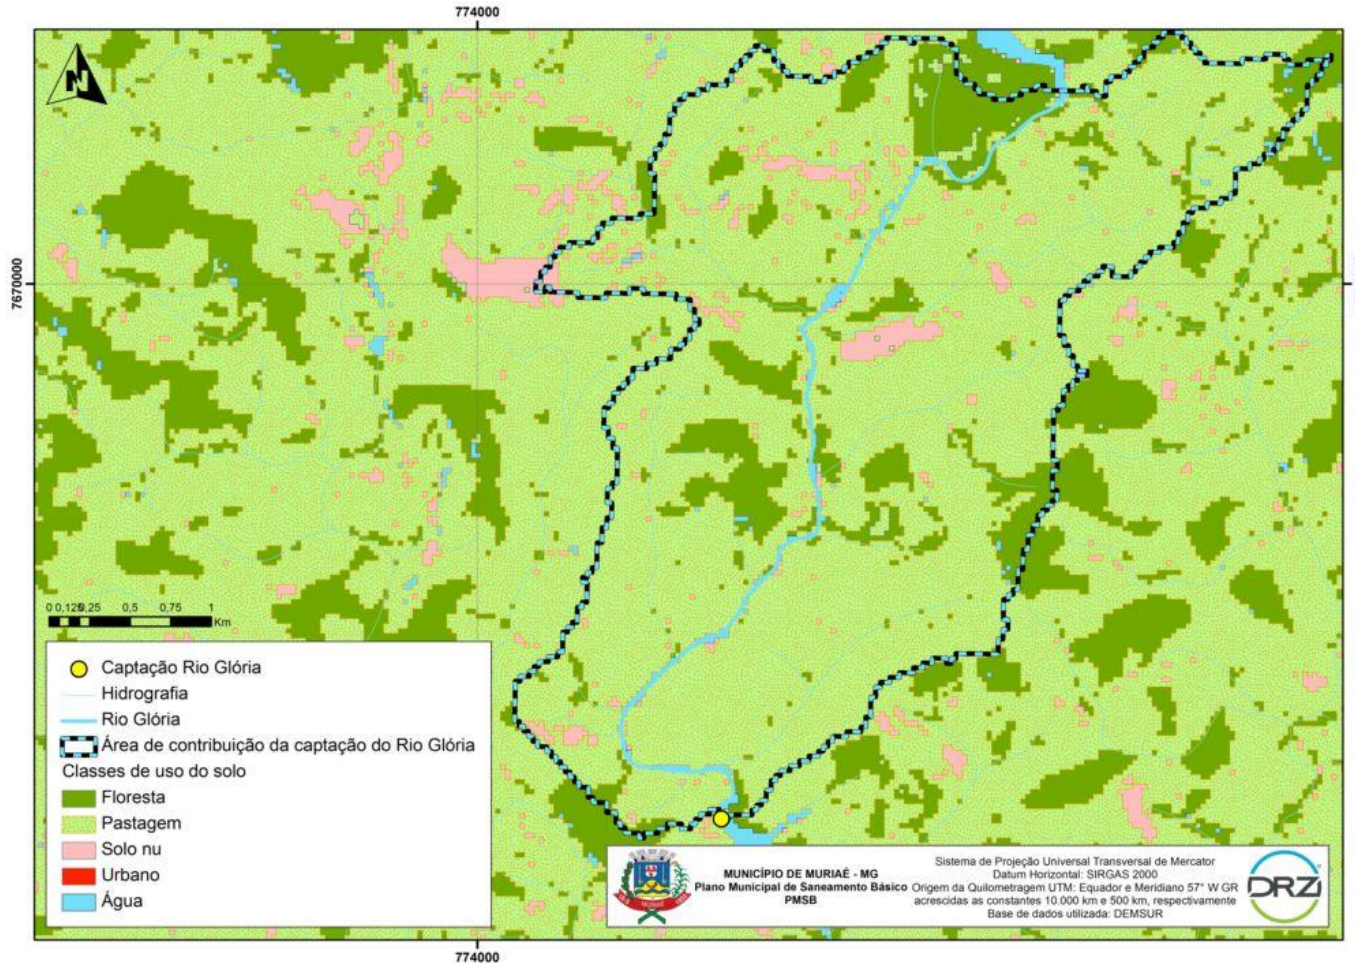 774000
N
7670000
0 0,125 0,25 0,5 0,75 1
Km
Captação Rio Glória
Hidrografia
Rio Glória
Área de contribuição da captação do Rio Glória
Classes de uso do solo
Floresta
Pastagem
Solo nu
Urbano
Água
MURIAÉ
MUNICÍPIO DE MURIAÉ - MG
Plano Municipal de Saneamento Básico
PMSB
Sistema de Projeção Universal Transversal de Mercator
Datum Horizontal: SIRGAS 2000
Origem da Quilometragem UTM: Equador e Meridiano 57° W GR
acrescidas as constantes 10.000 km e 500 km, respectivamente
Base de dados utilizada: DEMSUR
DRZ
774000